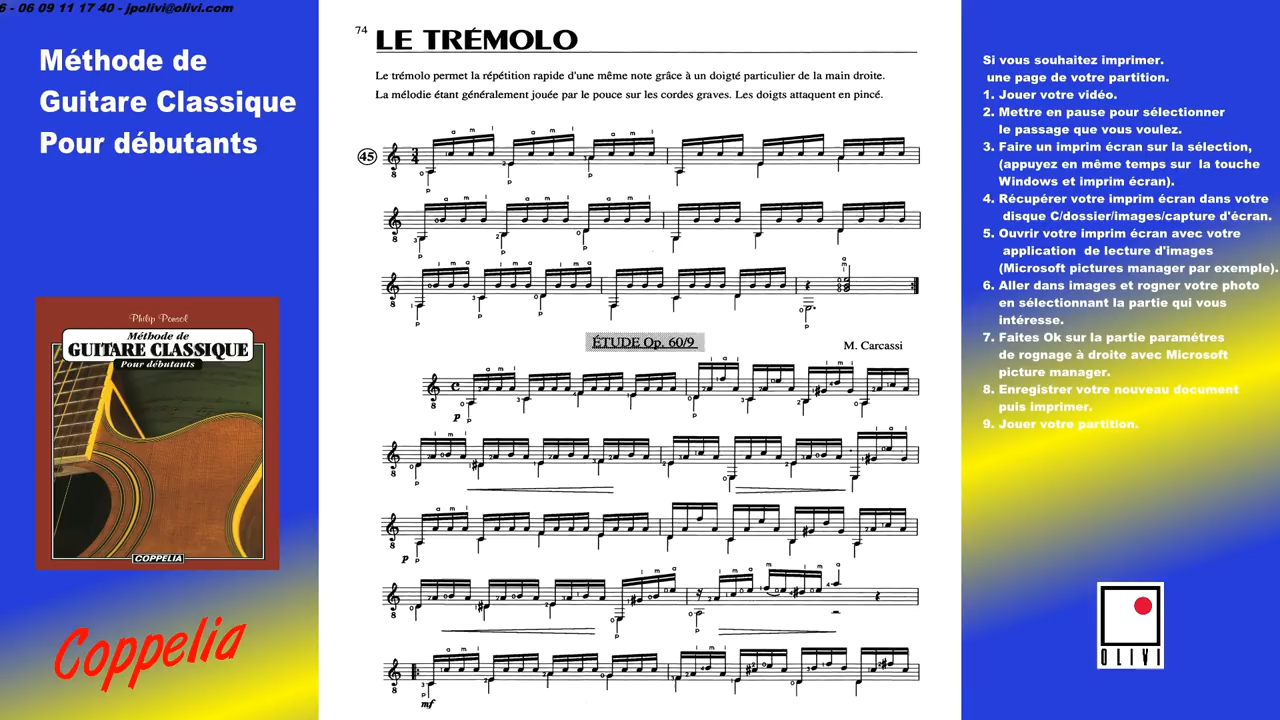 6 - 06 09 11 17 40 - jpolivi@olivi.com
Méthode de
Guitare Classique
Pour débutants
Philip Ponsol
Méthode de
GUITARE CLASSIQUE
Pour débutants
COPPELIA
Coppelia
74
LE TRÉMOLO
Le trémolo permet la répétition rapide d'une même note grâce à un doigté particulier de la main droite.
La mélodie étant généralement jouée par le pouce sur les cordes graves. Les doigts attaquent en pincé.
45
ÉTUDE Op. 60/9
M. Carcassi
p
p
mf
Si vous souhaitez imprimer.
une page de votre partition.
1. Jouer votre vidéo.
2. Mettre en pause pour sélectionner
le passage que vous voulez.
3. Faire un imprim écran sur la sélection,
(appuyez en même temps sur la touche
Windows et imprim écran).
4. Récupérer votre imprim écran dans votre
disque C/dossier/images/capture d'écran.
5. Ouvrir votre imprim écran avec votre
application de lecture d'images
(Microsoft pictures manager par exemple).
6. Aller dans images et rogner votre photo
en sélectionnant la partie qui vous
intéresse.
7. Faites Ok sur la partie paramétres
de rognage à droite avec Microsoft
picture manager.
8. Enregistrer votre nouveau document
puis imprimer.
9. Jouer votre partition.
OLIVI